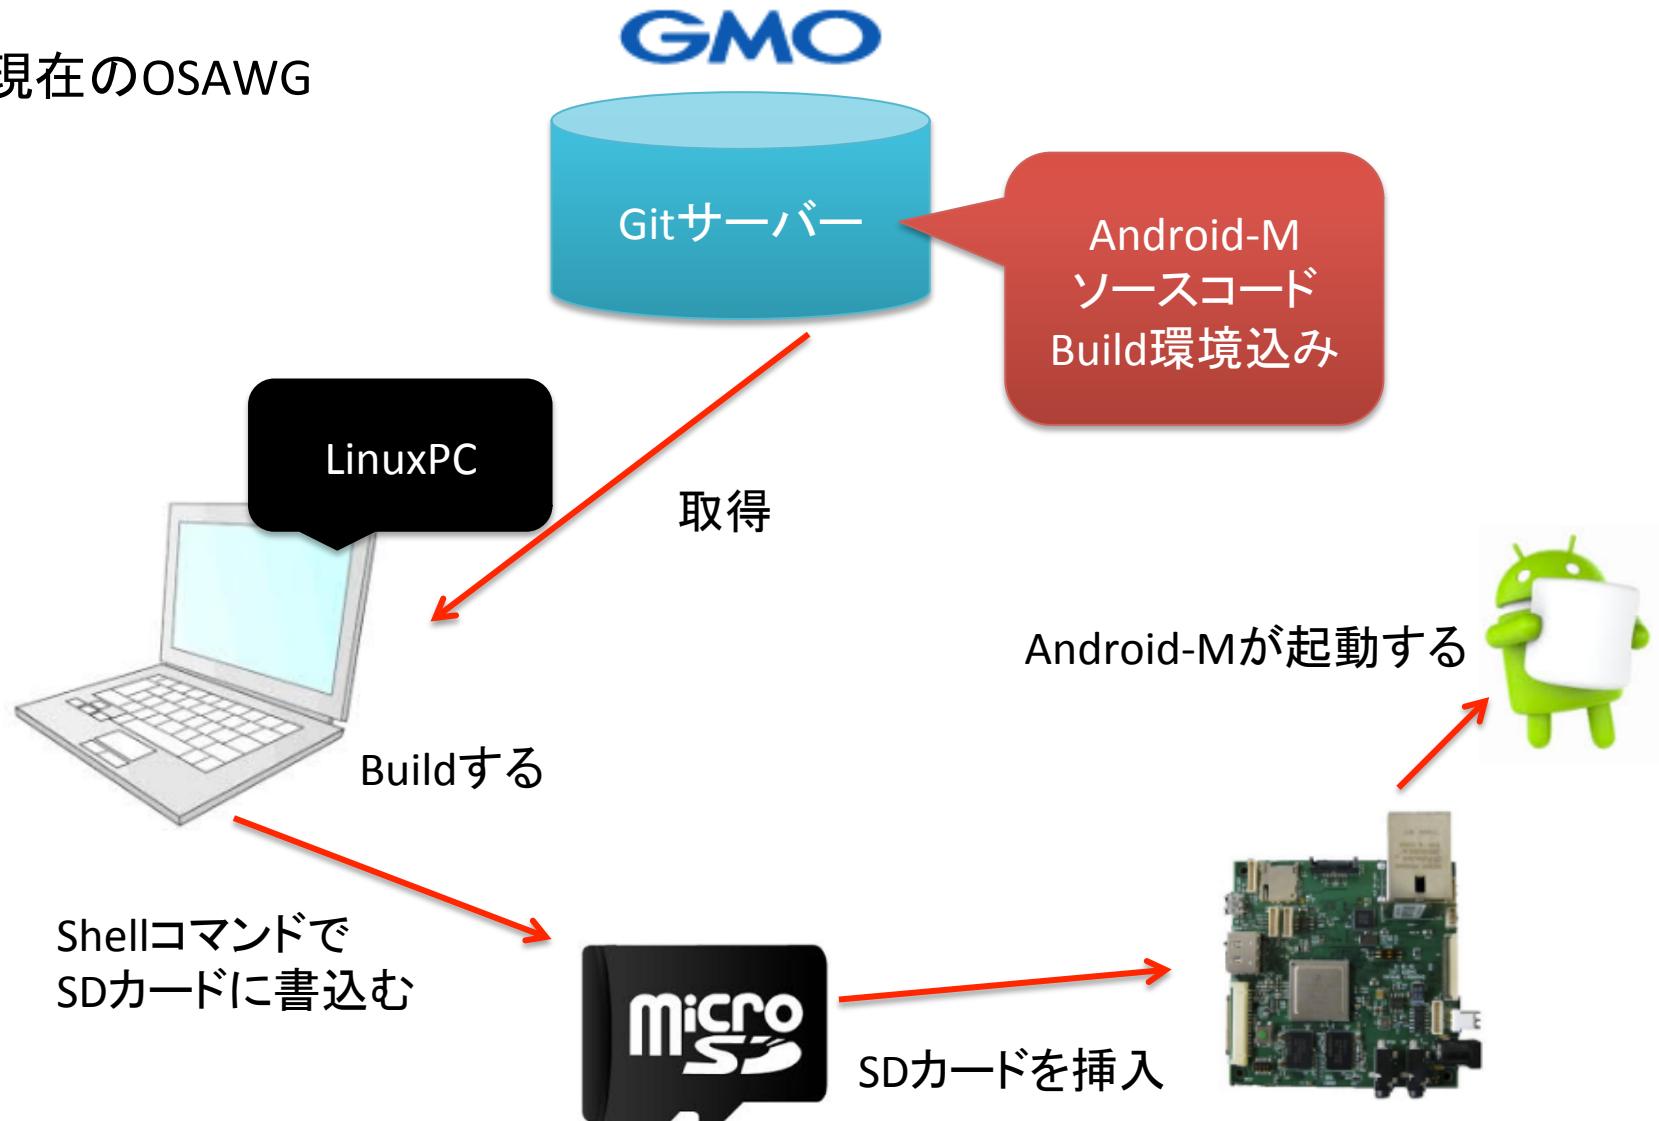 現在のOSAWG
GMO
Gitサーバー
Android-M
ソースコード
Build環境込み
LinuxPC
取得
Android-Mが起動する
Buildする
Shellコマンドで
SDカードに書込む
micro
SD
SDカードを挿入